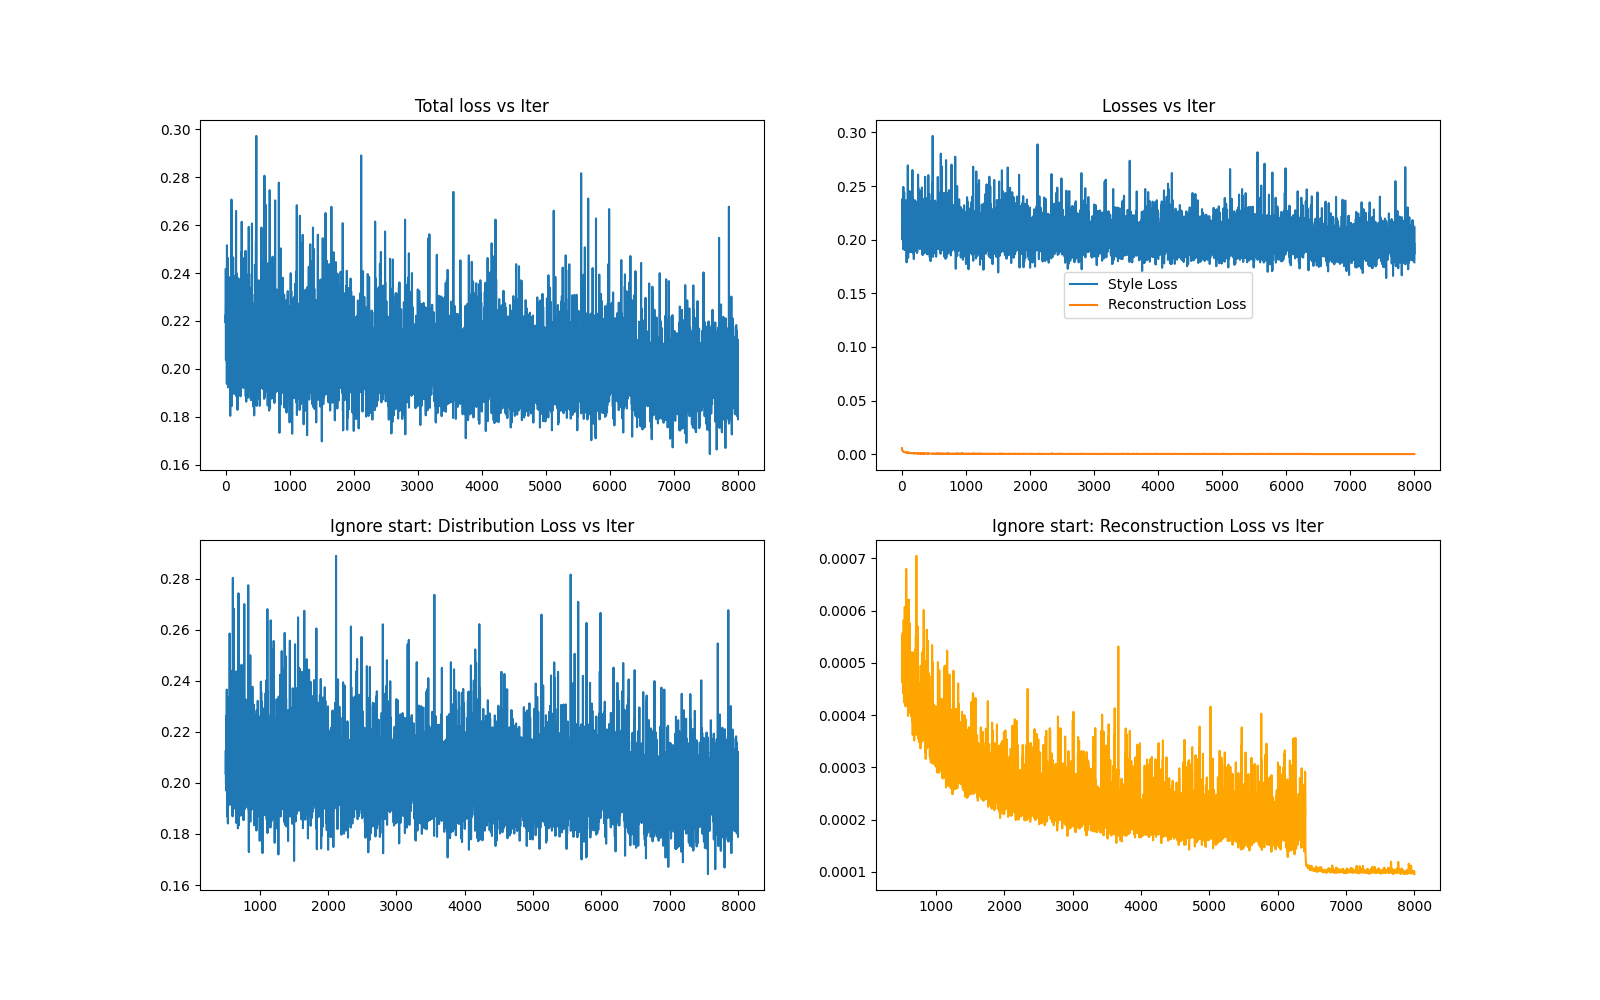 Total loss vs Iter
0.30
0.28
0.26
0.24
0.22
0.20
0.18
0.16
0 1000 2000 3000 4000 5000 6000 7000 8000
Losses vs Iter
0.30
0.25
0.20
0.15
0.10
0.05
0.00
Style Loss
Reconstruction Loss
0 1000 2000 3000 4000 5000 6000 7000 8000
Ignore start: Distribution Loss vs Iter
0.28
0.26
0.24
0.22
0.20
0.18
0.16
1000 2000 3000 4000 5000 6000 7000 8000
Ignore start: Reconstruction Loss vs Iter
0.0007
0.0006
0.0005
0.0004
0.0003
0.0002
0.0001
1000 2000 3000 4000 5000 6000 7000 8000